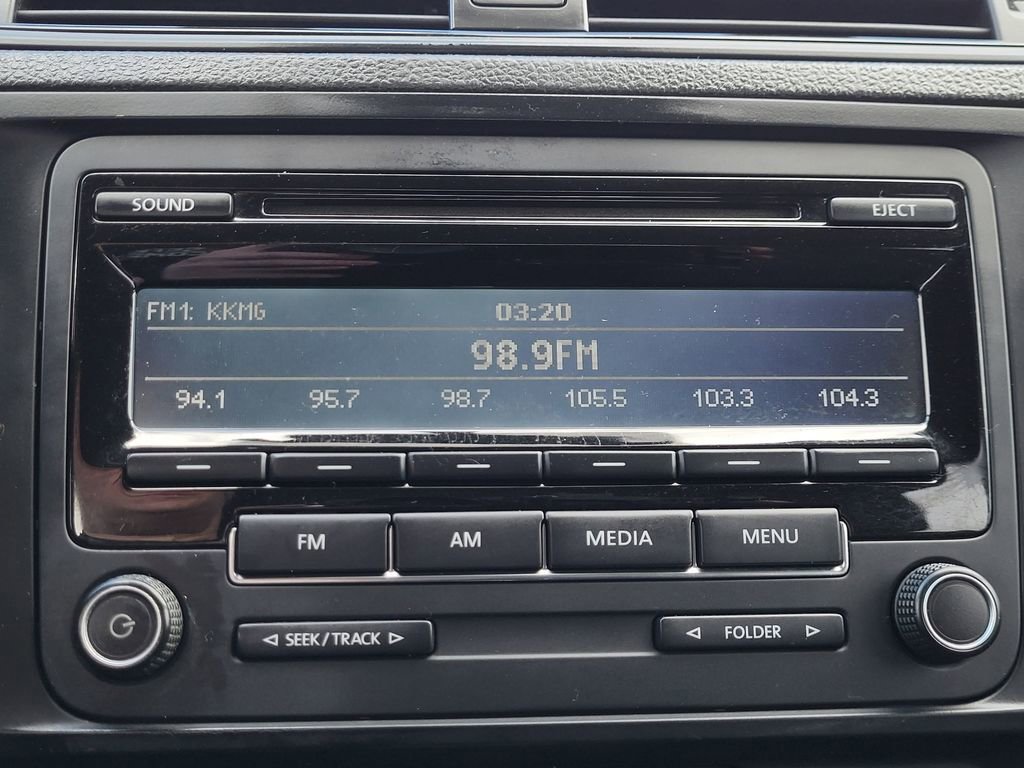 SOUND EJECT
FM1: KKMG 03:20
98.9FM
94.1 95.7 98.7 105.5 103.3 104.3
FM AM MEDIA MENU
◁ SEEK/TRACK ▷ ◁ FOLDER ▷